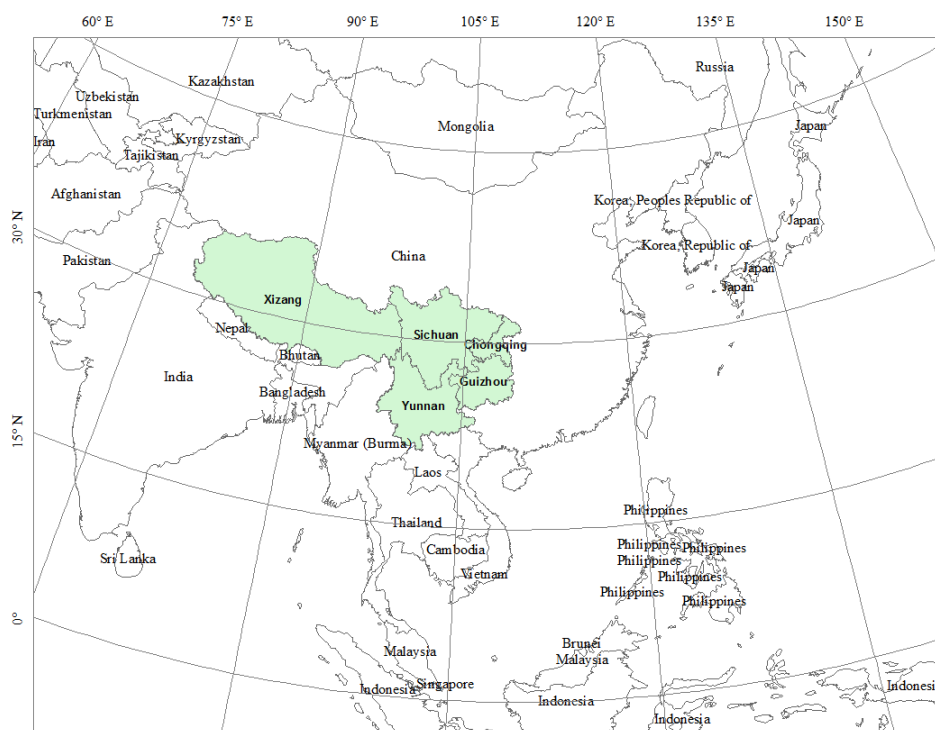 60° E
75° E
90° E
105° E
120° E
135° E
150° E
Kazakhstan
Russia
Uzbekistan
Turkmenistan
Mongolia
Japan
Iran
Kyrgyzstan
Tajikistan
Afghanistan
Korea, Peoples Republic of
Japan
30° N
Korea, Republic of
China
Pakistan
Japan
Japan
Xizang
Nepal
Sichuan
Chongqing
Bhutan
India
Guizhou
Bangladesh
Yunnan
15° N
Myanmar (Burma)
Laos
Philippines
Thailand
Philippines
Philippines
Cambodia
Sri Lanka
Philippines
Vietnam
Philippines
Philippines
Philippines
0°
Brunei
Malaysia
Malaysia
Singapore
Indonesia
Indonesia
Indonesi
Indonesia